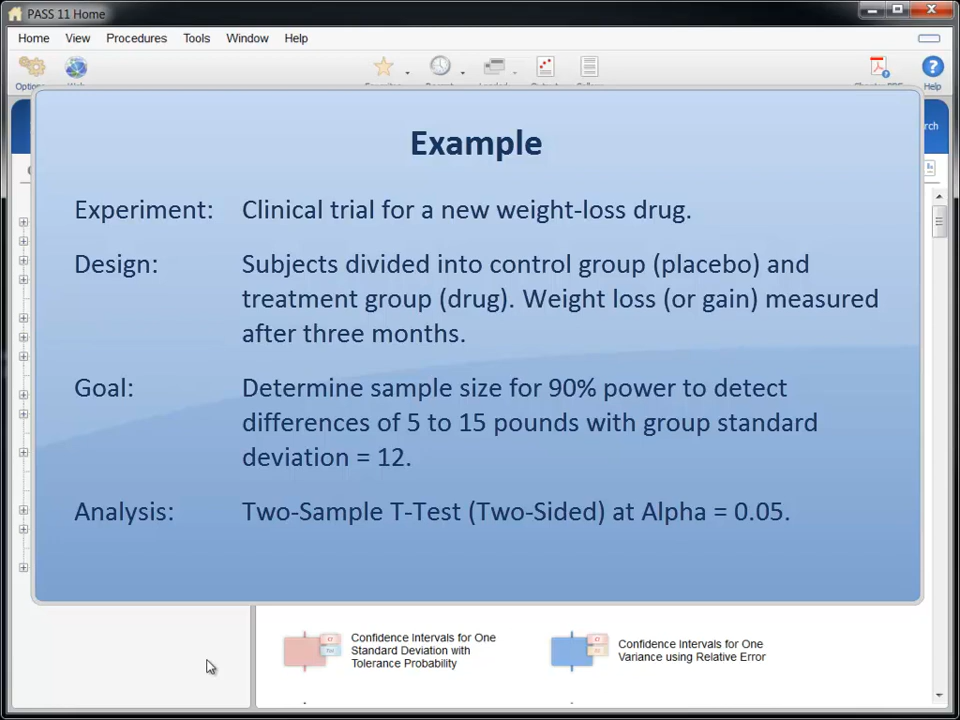 PASS 11 Home
Home View Procedures Tools Window Help
Help
rch
Example
Experiment: Clinical trial for a new weight-loss drug.
Design: Subjects divided into control group (placebo) and
treatment group (drug). Weight loss (or gain) measured
after three months.
Goal: Determine sample size for 90% power to detect
differences of 5 to 15 pounds with group standard
deviation = 12.
Analysis: Two-Sample T-Test (Two-Sided) at Alpha = 0.05.
Confidence Intervals for One
Standard Deviation with
Tolerance Probability
Confidence Intervals for One
Variance using Relative Error